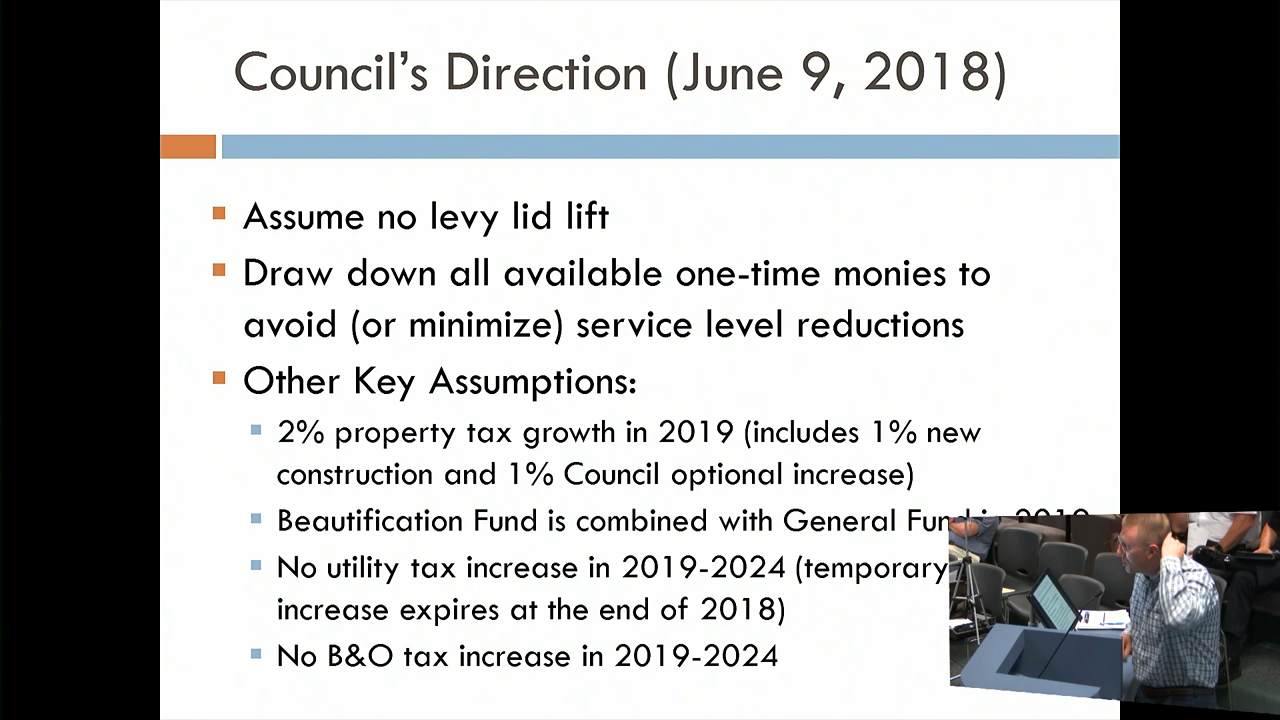 Council's Direction (June 9, 2018)
Assume no levy lid lift
Draw down all available one-time monies to
avoid (or minimize) service level reductions
Other Key Assumptions:
2% property tax growth in 2019 (includes 1% new
construction and 1% Council optional increase)
Beautification Fund is combined with General Fund in 2019
No utility tax increase in 2019-2024 (temporary
increase expires at the end of 2018)
No B&O tax increase in 2019-2024